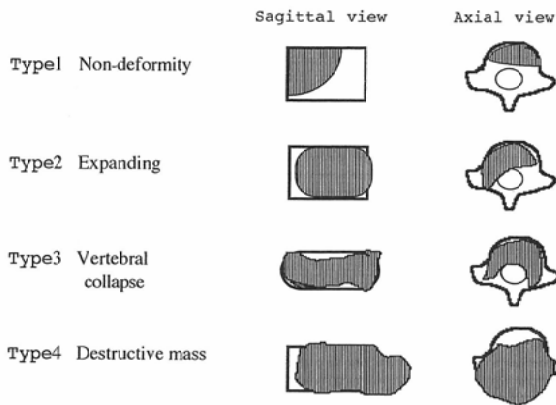 Sagittal view Axial view
Type1 Non-deformity
Type2 Expanding
Type3 Vertebral
collapse
Type4 Destructive mass